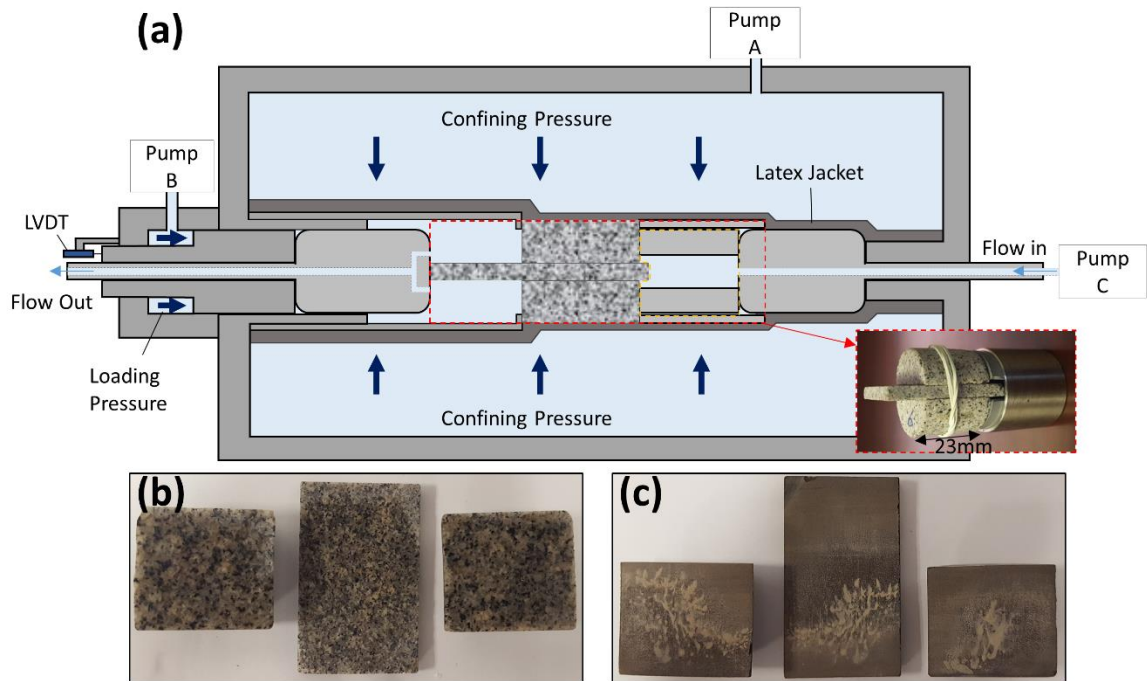 (a)
Pump
A
Confining Pressure
Pump
B
Latex Jacket
LVDT
Flow in
Flow Out
Pump
C
Loading
Pressure
Confining Pressure
23mm
(b)
(c)